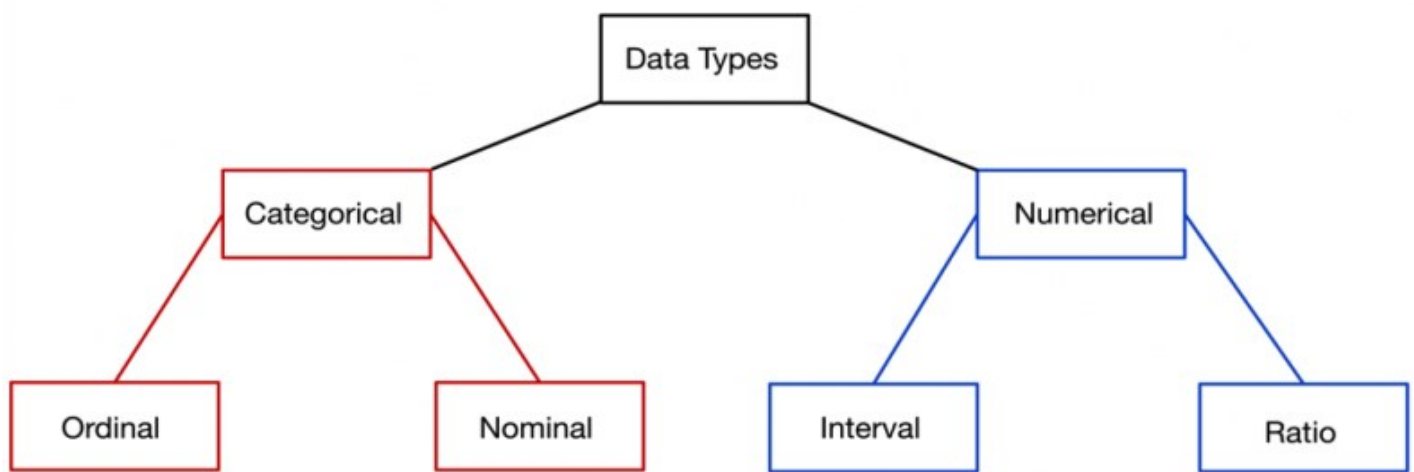 Data Types
Categorical
Numerical
Ordinal
Nominal
Interval
Ratio